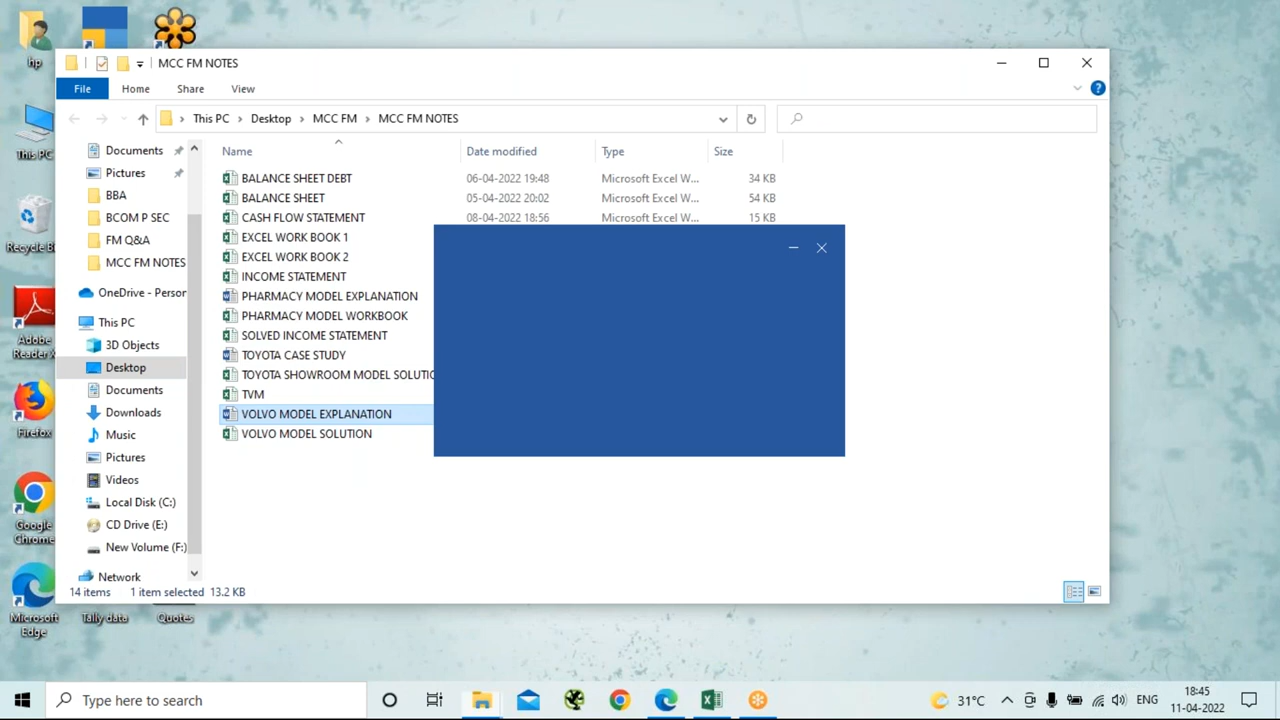 hp
MCC FM NOTES
File Home Share View
This PC Desktop MCC FM MCC FM NOTES
Name Date modified Type Size
Documents
Pictures
BBA
BCOM P SEC
FM Q&A
MCC FM NOTES
OneDrive - Person
This PC
3D Objects
Desktop
Documents
Downloads
Music
Pictures
Videos
Local Disk (C:)
CD Drive (E:)
New Volume (F:)
Network
BALANCE SHEET DEBT 06-04-2022 19:48 Microsoft Excel W... 34 KB
BALANCE SHEET 05-04-2022 20:02 Microsoft Excel W... 54 KB
CASH FLOW STATEMENT 08-04-2022 18:56 Microsoft Excel W... 15 KB
EXCEL WORK BOOK 1
EXCEL WORK BOOK 2
INCOME STATEMENT
PHARMACY MODEL EXPLANATION
PHARMACY MODEL WORKBOOK
SOLVED INCOME STATEMENT
TOYOTA CASE STUDY
TOYOTA SHOWROOM MODEL SOLUTIO
TVM
VOLVO MODEL EXPLANATION
VOLVO MODEL SOLUTION
14 items 1 item selected 13.2 KB
This PC
Recycle Bi
Adobe
Reader X
Firefox
Google
Chrome
Microsoft
Edge
Tally data
Quotes
Type here to search
31°C
ENG
18:45
11-04-2022